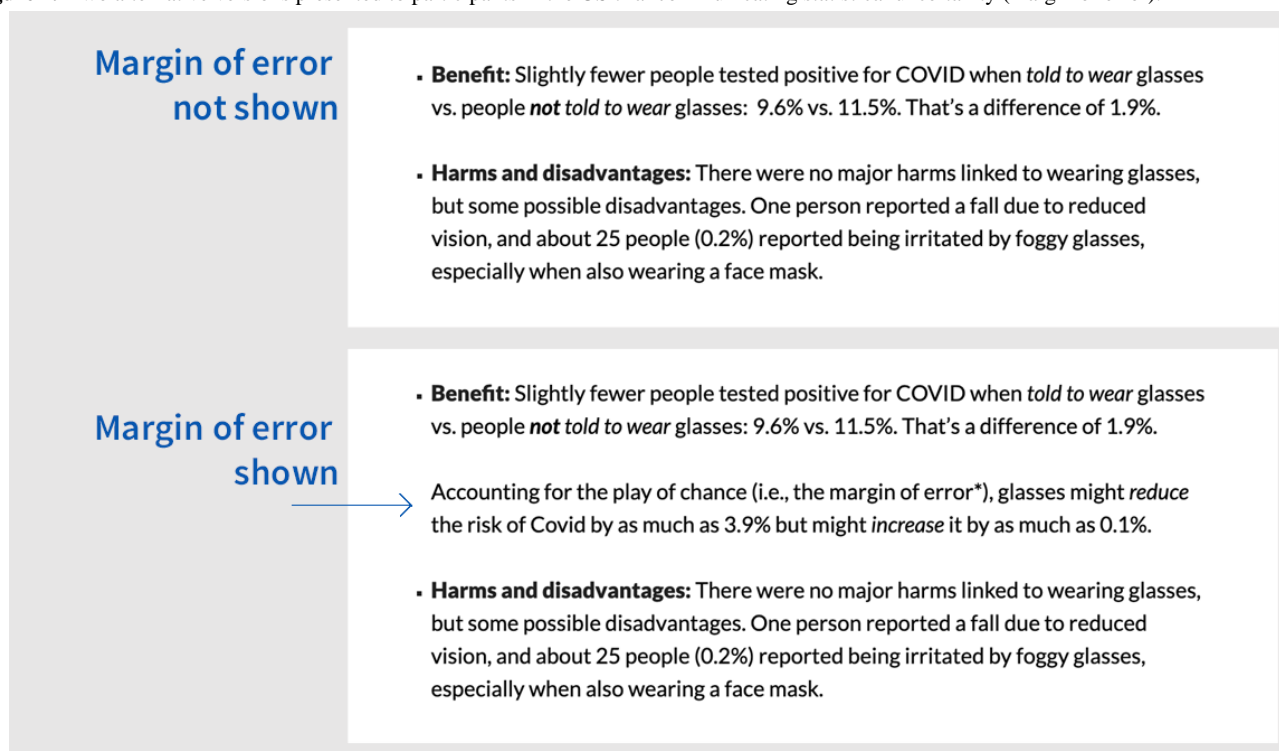 Margin of error
not shown
▪ Benefit: Slightly fewer people tested positive for COVID when told to wear glasses
vs. people not told to wear glasses:  9.6% vs. 11.5%. That's a difference of 1.9%.
▪ Harms and disadvantages: There were no major harms linked to wearing glasses,
but some possible disadvantages. One person reported a fall due to reduced
vision, and about 25 people (0.2%) reported being irritated by foggy glasses,
especially when also wearing a face mask.
Margin of error
shown
▪ Benefit: Slightly fewer people tested positive for COVID when told to wear glasses
vs. people not told to wear glasses: 9.6% vs. 11.5%. That's a difference of 1.9%.
Accounting for the play of chance (i.e., the margin of error*), glasses might reduce
the risk of Covid by as much as 3.9% but might increase it by as much as 0.1%.
▪ Harms and disadvantages: There were no major harms linked to wearing glasses,
but some possible disadvantages. One person reported a fall due to reduced
vision, and about 25 people (0.2%) reported being irritated by foggy glasses,
especially when also wearing a face mask.